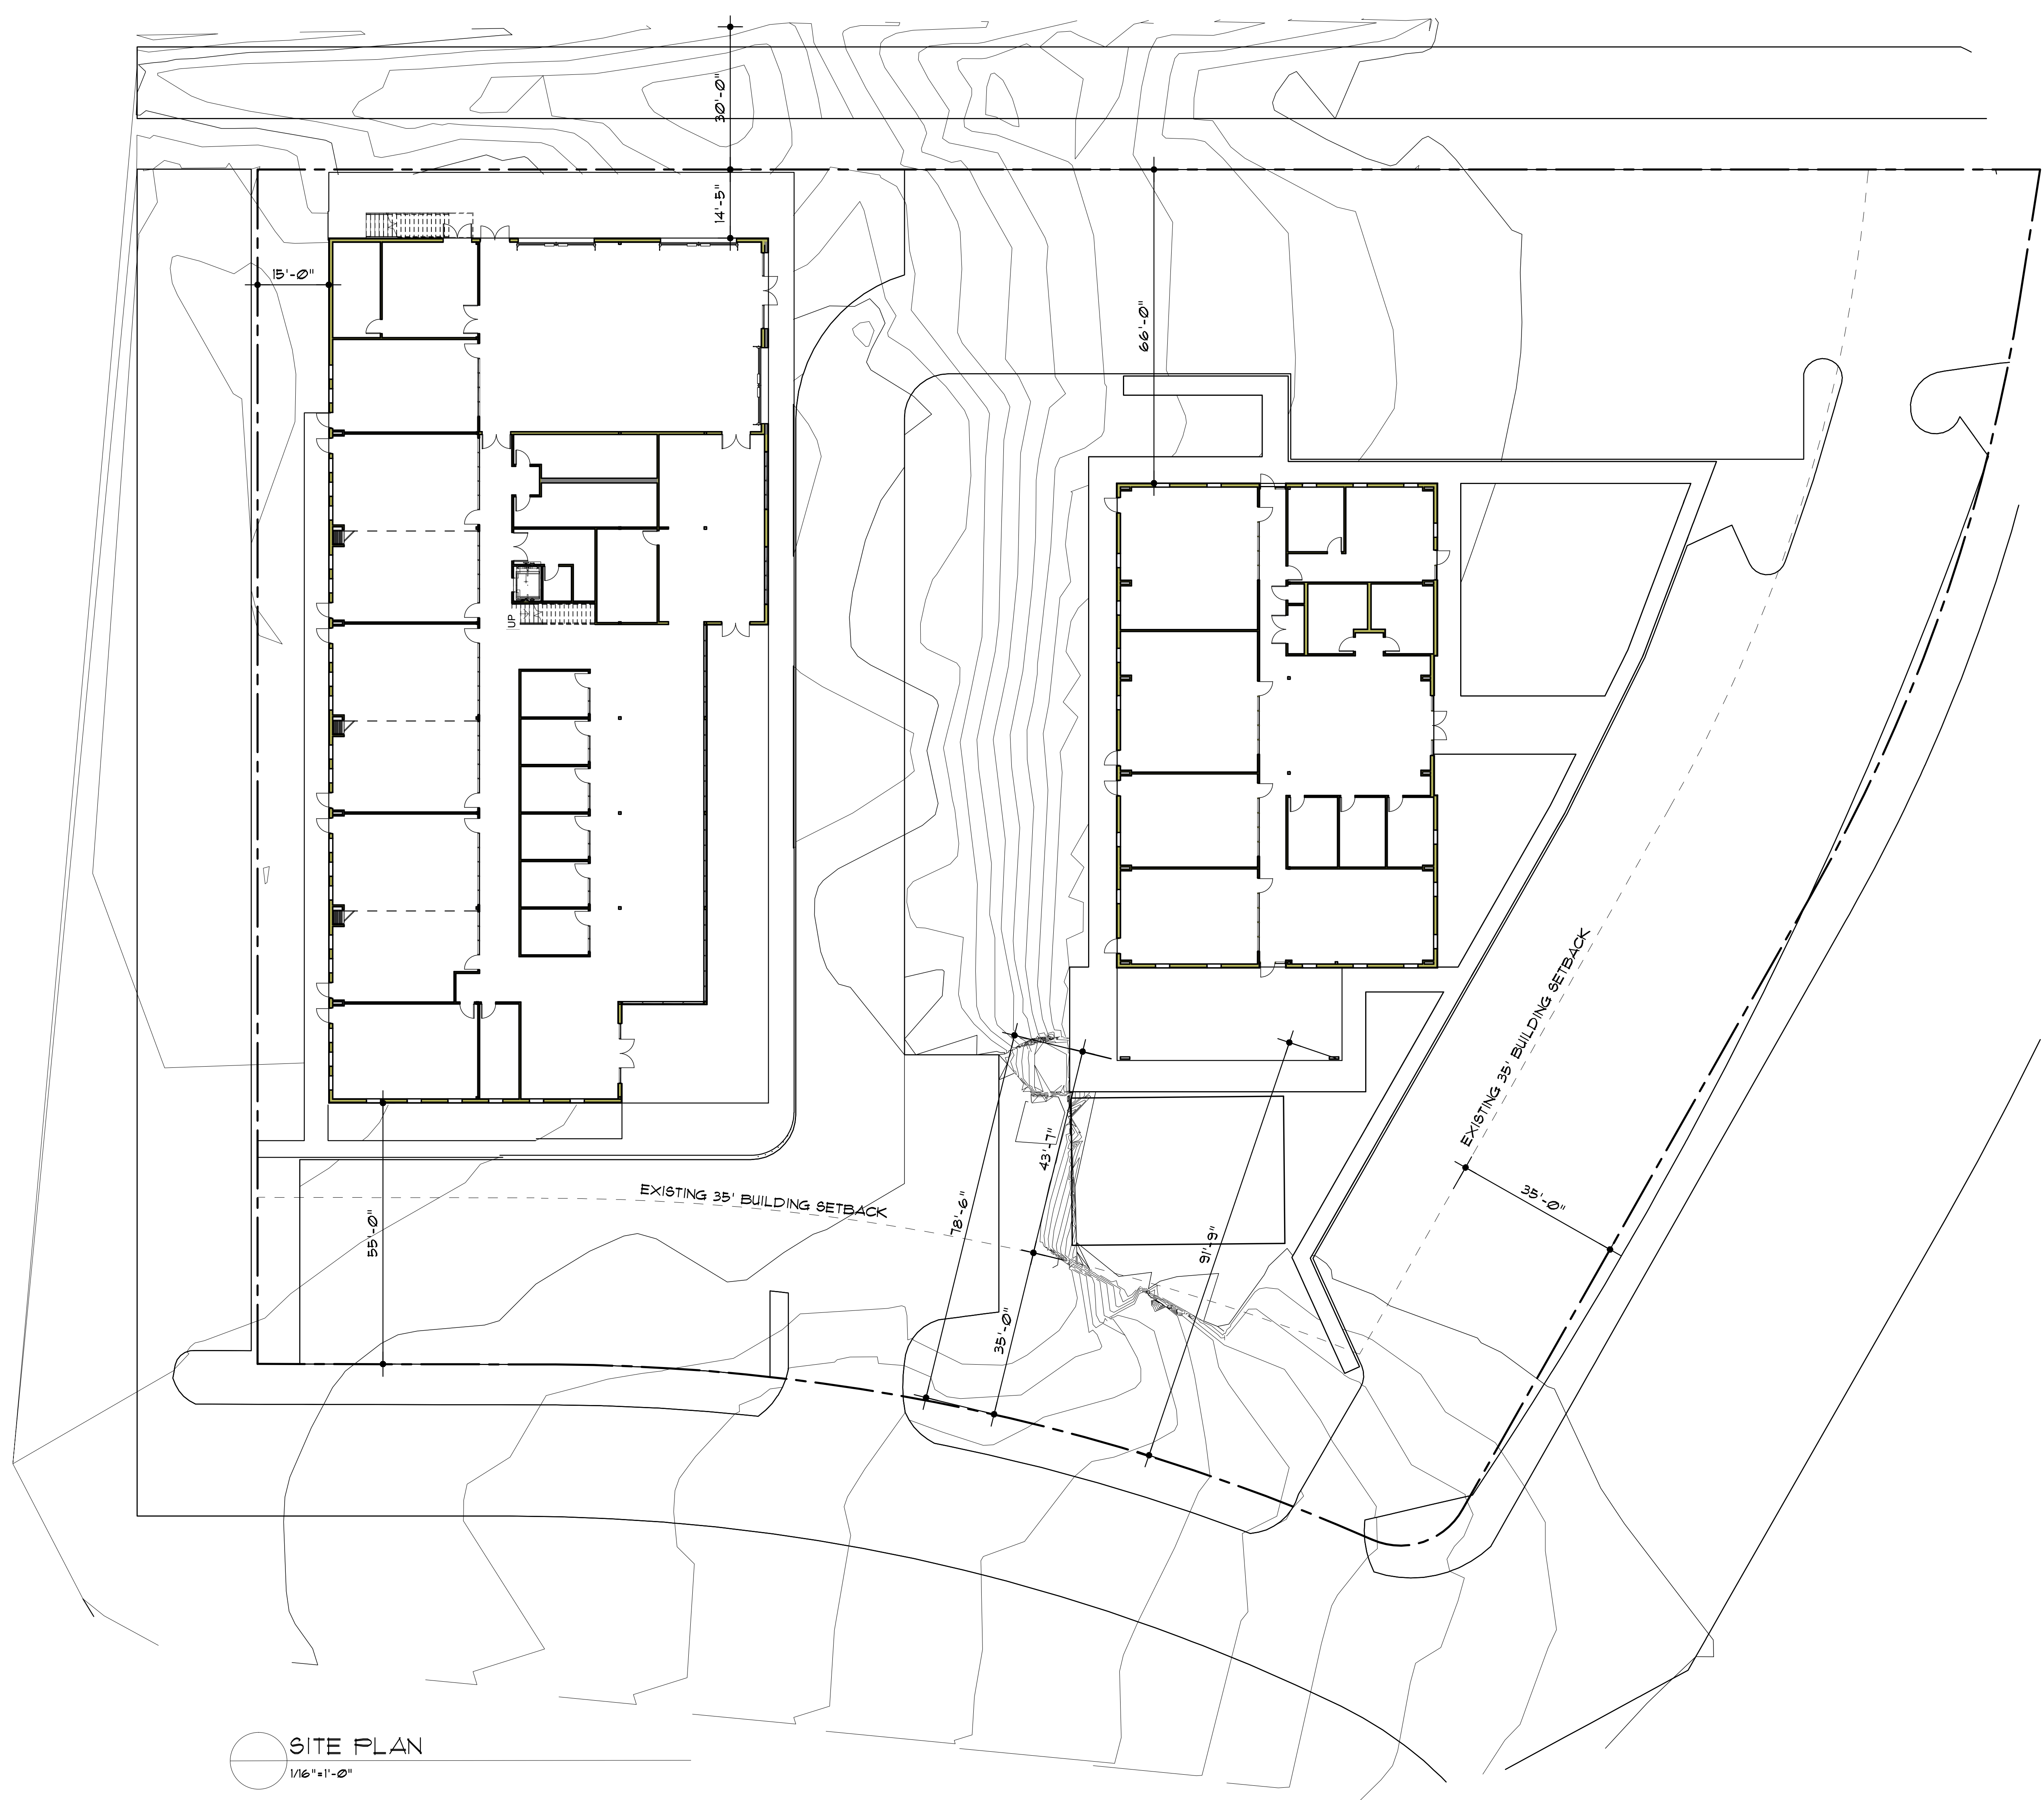 30'-0"
14'-5"
15'-0"
66'-0"
UP
EXISTING 35' BUILDING SETBACK
35'-0"
43'-7"
EXISTING 35' BUILDING SETBACK
78'-6"
55'-0"
91'-9"
35'-0"
SITE PLAN
1/16"=1'-0"